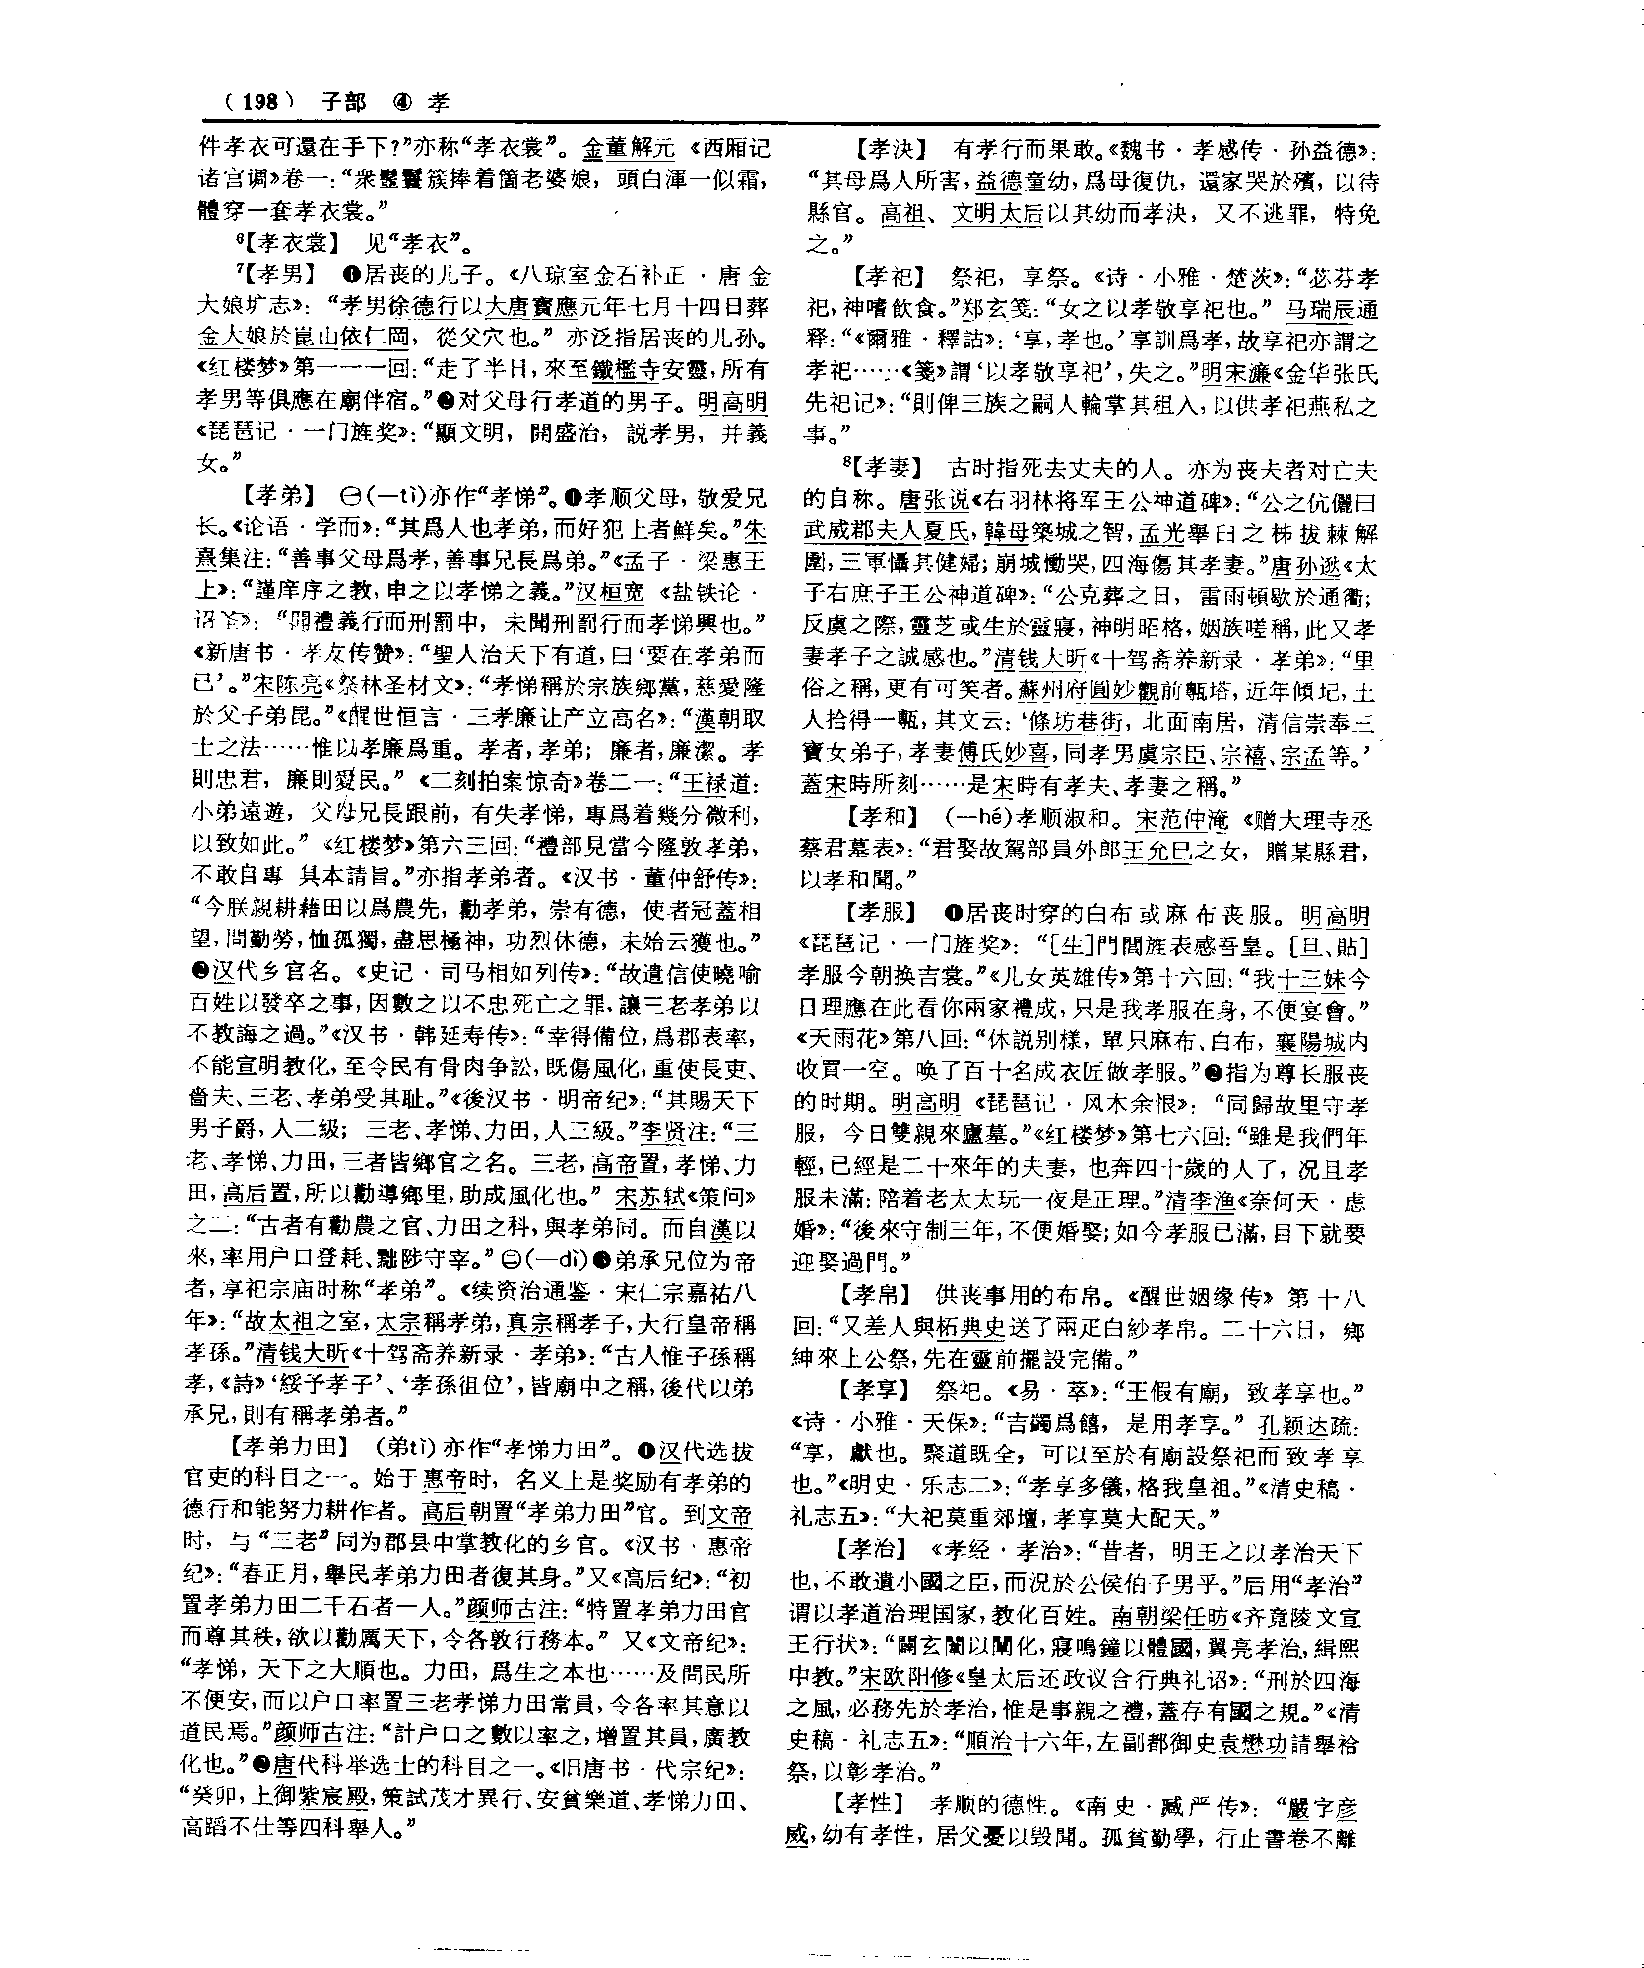 （198） 子部 ④ 孝
件孝衣可還在手下？”亦称“孝衣裳”。金董解元《西厢记
诸宫调》卷一：“衆髽鬟簇捧着箇老婆娘，頭白渾一似霜，
體穿一套孝衣裳。”
⁶【孝衣裳】 见“孝衣”。
⁷【孝男】 ❶居丧的儿子。《八琼室金石补正·唐金
大娘圹志》：“孝男徐德行以大唐寳應元年七月十四日葬
金大娘於崑山依仁岡，從父穴也。”亦泛指居丧的儿孙。
《红楼梦》第一一一回：“走了半日，來至鐵檻寺安靈，所有
孝男等俱應在廟伴宿。”❷对父母行孝道的男子。明高明
《琵琶记·一门旌奖》：“顯文明，開盛治，説孝男，并義
女。”
【孝弟】 ㊀(—tì)亦作“孝悌”。❶孝顺父母，敬爱兄
长。《论语·学而》：“其爲人也孝弟，而好犯上者鮮矣。”朱
熹集注：“善事父母爲孝，善事兄長爲弟。”《孟子·梁惠王
上》：“謹庠序之教，申之以孝悌之義。”汉桓宽《盐铁论·
诏圣》：“聞禮義行而刑罰中，未聞刑罰行而孝悌興也。”
《新唐书·孝友传赞》：“聖人治天下有道，曰‘要在孝弟而
已’。”宋陈亮《祭林圣材文》：“孝悌稱於宗族鄉黨，慈愛隆
於父子弟昆。”《醒世恒言·三孝廉让产立高名》：“漢朝取
士之法……惟以孝廉爲重。孝者，孝弟；廉者，廉潔。孝
則忠君，廉則愛民。”《二刻拍案惊奇》卷二一：“王禄道：
小弟遠遊，父母兄長跟前，有失孝悌，專爲着幾分微利，
以致如此。”《红楼梦》第六三回：“禮部見當今隆敦孝弟，
不敢自專 具本請旨。”亦指孝弟者。《汉书·董仲舒传》：
“今朕親耕藉田以爲農先，勸孝弟，崇有德，使者冠蓋相
望，問勤勞，恤孤獨，盡思極神，功烈休德，未始云獲也。”
❷汉代乡官名。《史记·司马相如列传》：“故遣信使曉喻
百姓以發卒之事，因數之以不忠死亡之罪，讓三老孝弟以
不教誨之過。”《汉书·韩延寿传》：“幸得備位，爲郡表率，
不能宣明教化，至令民有骨肉争訟，既傷風化，重使長吏、
嗇夫、三老、孝弟受其耻。”《後汉书·明帝纪》：“其賜天下
男子爵，人二級；三老、孝悌、力田，人三級。”李贤注：“三
老、孝悌、力田，三者皆鄉官之名。三老，高帝置，孝悌、力
田，高后置，所以勸導鄉里，助成風化也。”宋苏轼《策问》
之二：“古者有勸農之官、力田之科，與孝弟同。而自漢以
來，率用户口登耗、黜陟守宰。”㊁(—dì)❶弟承兄位为帝
者，享祀宗庙时称“孝弟”。《续资治通鉴·宋仁宗嘉祐八
年》：“故太祖之室，太宗稱孝弟，真宗稱孝子，大行皇帝稱
孝孫。”清钱大昕《十驾斋养新录·孝弟》：“古人惟子孫稱
孝，《詩》‘綏予孝子’、‘孝孫徂位’，皆廟中之稱，後代以弟
承兄，則有稱孝弟者。”
【孝弟力田】 (弟tì)亦作“孝悌力田”。❶汉代选拔
官吏的科目之一。始于惠帝时，名义上是奖励有孝弟的
德行和能努力耕作者。高后朝置“孝弟力田”官。到文帝
时，与“三老”同为郡县中掌教化的乡官。《汉书·惠帝
纪》：“春正月，舉民孝弟力田者復其身。”又《高后纪》：“初
置孝弟力田二千石者一人。”颜师古注：“特置孝弟力田官
而尊其秩，欲以勸厲天下，令各敦行務本。”又《文帝纪》：
“孝悌，天下之大順也。力田，爲生之本也……及問民所
不便安，而以户口率置三老孝悌力田常員，令各率其意以
道民焉。”颜师古注：“計户口之數以率之，增置其員，廣教
化也。”❷唐代科举选士的科目之一。《旧唐书·代宗纪》：
“癸卯，上御紫宸殿，策試茂才異行、安貧樂道、孝悌力田、
高蹈不仕等四科舉人。”
【孝决】 有孝行而果敢。《魏书·孝感传·孙益德》：
“其母爲人所害，益德童幼，爲母復仇，還家哭於殯，以待
縣官。高祖、文明太后以其幼而孝决，又不逃罪，特免
之。”
【孝祀】 祭祀，享祭。《诗·小雅·楚茨》：“苾芬孝
祀，神嗜飲食。”郑玄笺：“女之以孝敬享祀也。”马瑞辰通
释：“《爾雅·釋詁》：‘享，孝也。’享訓爲孝，故享祀亦謂之
孝祀……《箋》謂‘以孝敬享祀’，失之。”明宋濂《金华张氏
先祀记》：“則俾三族之嗣人輪掌其租入，以供孝祀燕私之
事。”
⁸【孝妻】 古时指死去丈夫的人。亦为丧夫者对亡夫
的自称。唐张说《右羽林将军王公神道碑》：“公之伉儷曰
武威郡夫人夏氏，韓母築城之智，孟光舉臼之材，拔棘解
圍，三軍懾其健婦；崩城慟哭，四海傷其孝妻。”唐孙逖《太
子右庶子王公神道碑》：“公克葬之日，雷雨頓歇於通衢；
反虞之際，靈芝或生於靈寢，神明昭格，姻族嗟稱，此又孝
妻孝子之誠感也。”清钱大昕《十驾斋养新录·孝弟》：“里
俗之稱，更有可笑者。蘇州府圓妙觀前甎塔，近年傾圮，土
人拾得一甎，其文云：‘條坊巷街，北面南居，清信崇奉三
寶女弟子，孝妻傅氏妙喜，同孝男虞宗臣、宗禧、宗孟等。’
蓋宋時所刻……是宋時有孝夫、孝妻之稱。”
【孝和】 (—hé)孝顺淑和。宋范仲淹《赠大理寺丞
蔡君墓表》：“君娶故駕部員外郎王允巳之女，贈某縣君，
以孝和聞。”
【孝服】 ❶居丧时穿的白布或麻布丧服。明高明
《琵琶记·一门旌奖》：“［生］門閭旌表感吾皇。［旦、貼］
孝服今朝换吉裳。”《儿女英雄传》第十六回：“我十三妹今
日理應在此看你兩家禮成，只是我孝服在身，不便宴會。”
《天雨花》第八回：“休説别樣，單只麻布、白布，襄陽城内
收買一空。唤了百十名成衣匠做孝服。”❷指为尊长服丧
的时期。明高明《琵琶记·风木余恨》：“同歸故里守孝
服，今日雙親來廬墓。”《红楼梦》第七六回：“雖是我們年
輕，已經是二十來年的夫妻，也奔四十歲的人了，况且孝
服未滿；陪着老太太玩一夜是正理。”清李渔《奈何天·虑
婚》：“後來守制三年，不便婚娶；如今孝服已滿，目下就要
迎娶過門。”
【孝帛】 供丧事用的布帛。《醒世姻缘传》第十八
回：“又差人與柘典史送了兩疋白紗孝帛。二十六日，鄉
紳來上公祭，先在靈前擺設完備。”
【孝享】 祭祀。《易·萃》：“王假有廟，致孝享也。”
《诗·小雅·天保》：“吉蠲爲饎，是用孝享。”孔颖达疏：
“享，獻也。聚道既全，可以至於有廟設祭祀而致孝享
也。”《明史·乐志二》：“孝享多儀，格我皇祖。”《清史稿·
礼志五》：“大祀莫重郊壇，孝享莫大配天。”
【孝治】 《孝经·孝治》：“昔者，明王之以孝治天下
也，不敢遺小國之臣，而況於公侯伯子男乎。”后用“孝治”
谓以孝道治理国家，教化百姓。南朝梁任昉《齐竟陵文宣
王行状》：“闢玄闈以闡化，寢鳴鐘以體國，翼亮孝治，緝熙
中教。”宋欧阳修《皇太后还政议合行典礼诏》：“刑於四海
之風，必務先於孝治，惟是事親之禮，蓋存有國之規。”《清
史稿·礼志五》：“順治十六年，左副都御史袁懋功請舉袷
祭，以彰孝治。”
【孝性】 孝顺的德性。《南史·臧严传》：“嚴字彦
威，幼有孝性，居父憂以毁聞。孤貧勤學，行止書卷不離